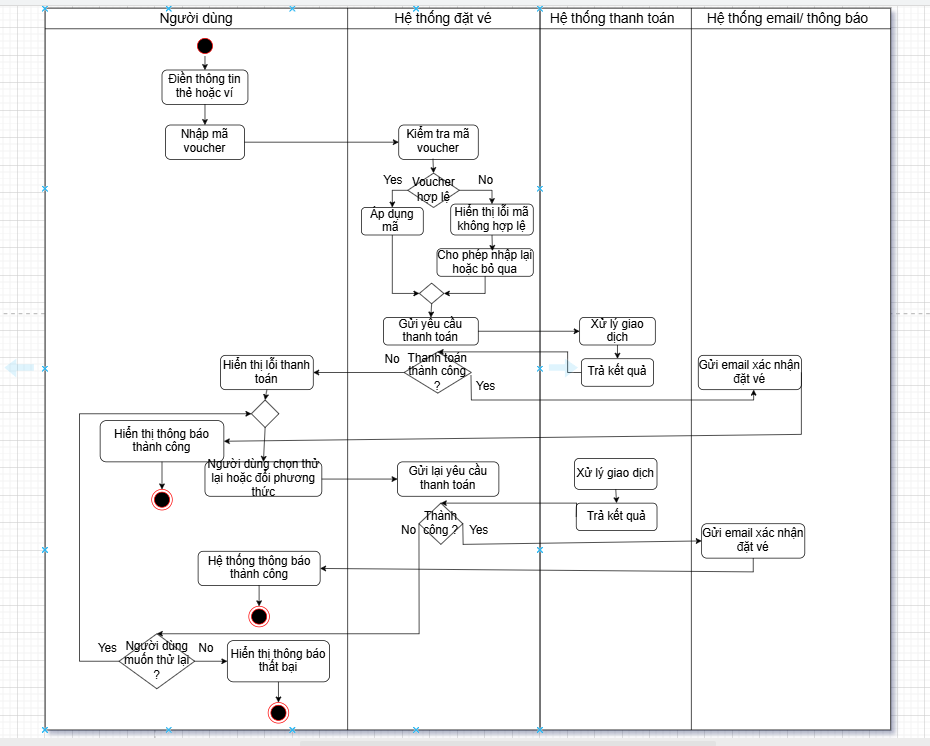 Người dùng
Hệ thống đặt vé
Hệ thống thanh toán
Hệ thống email/ thông báo
Điền thông tin
thẻ hoặc ví
Nhập mã
voucher
Kiểm tra mã
voucher
Yes
Voucher
hợp lệ
No
Áp dụng
mã
Hiển thị lỗi mã
không hợp lệ
Cho phép nhập lại
hoặc bỏ qua
Gửi yêu cầu
thanh toán
Xử lý giao
dịch
Trả kết quả
No
Thanh toán
thành công
?
Yes
Hiển thị lỗi thanh
toán
Gửi email xác nhận
đặt vé
Hiển thị thông báo
thành công
Người dùng chọn thử
lại hoặc đổi phương
thức
Gửi lại yêu cầu
thanh toán
Xử lý giao dịch
Trả kết quả
No
Thành
công ?
Yes
Gửi email xác nhận
đặt vé
Hệ thống thông báo
thành công
Yes
Người dùng
muốn thử lại
?
No
Hiển thị thông báo
thất bại